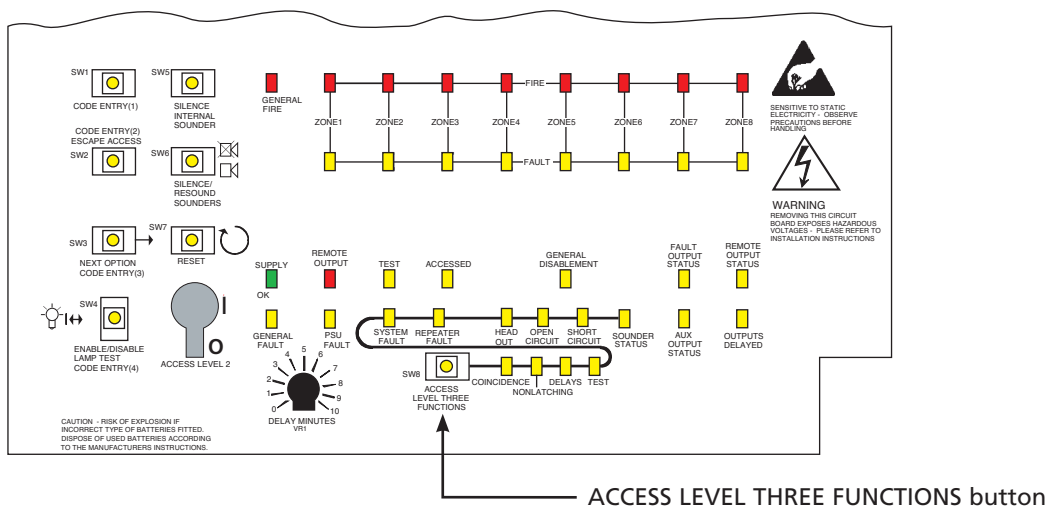 SW1
CODE ENTRY(1)
SW5
SILENCE
INTERNAL
SOUNDER
GENERAL
FIRE
FIRE
ZONE1
ZONE2
ZONE3
ZONE4
ZONE5
ZONE6
ZONE7
ZONE8
FAULT
SENSITIVE TO STATIC
ELECTRICITY - OBSERVE
PRECAUTIONS BEFORE
HANDLING
CODE ENTRY(2)
ESCAPE ACCESS
SW2
SW6
SILENCE/
RESOUND
SOUNDERS
WARNING
REMOVING THIS CIRCUIT
BOARD EXPOSES HAZARDOUS
VOLTAGES - PLEASE REFER TO
INSTALLATION INSTRUCTIONS
SW3
NEXT OPTION
CODE ENTRY(3)
SW7
RESET
SUPPLY
OK
REMOTE
OUTPUT
TEST
ACCESSED
GENERAL
DISABLEMENT
FAULT
OUTPUT
STATUS
REMOTE
OUTPUT
STATUS
SW4
ENABLE/DISABLE
LAMP TEST
CODE ENTRY(4)
I
O
ACCESS LEVEL 2
GENERAL
FAULT
PSU
FAULT
SYSTEM
FAULT
REPEATER
FAULT
HEAD
OUT
OPEN
CIRCUIT
SHORT
CIRCUIT
SOUNDER
STATUS
AUX
OUTPUT
STATUS
OUTPUTS
DELAYED
0
1
2
3
4
5
6
7
8
9
10
DELAY MINUTES
VR1
SW8
ACCESS
LEVEL THREE
FUNCTIONS
COINCIDENCE
NONLATCHING
DELAYS
TEST
CAUTION - RISK OF EXPLOSION IF
INCORRECT TYPE OF BATTERIES FITTED.
DISPOSE OF USED BATTERIES ACCORDING
TO THE MANUFACTURERS INSTRUCTIONS.
ACCESS LEVEL THREE FUNCTIONS button